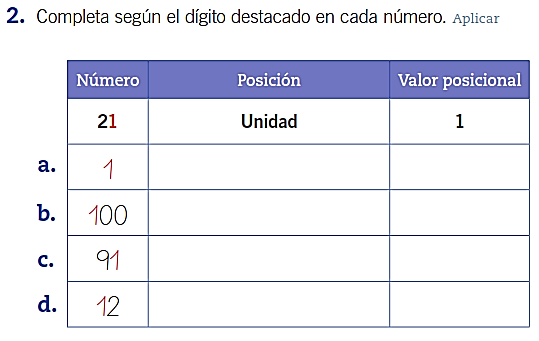 2. Completa según el dígito destacado en cada número. Aplicar
Número Posición Valor posicional
21 Unidad 1
a. 1
b. 100
c. 91
d. 12